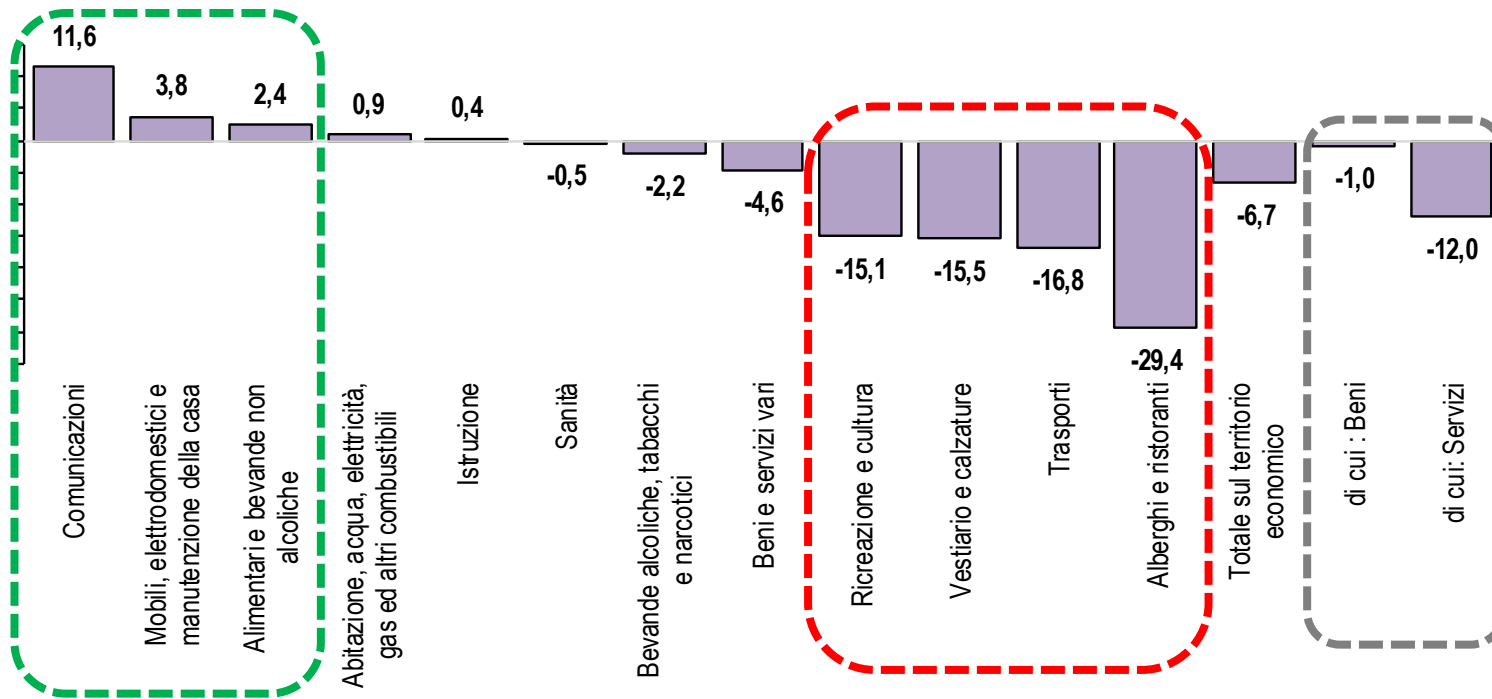 11,6
3,8
2,4
0,9
0,4
-0,5
-2,2
-4,6
-15,1
-15,5
-16,8
-29,4
-6,7
-1,0
-12,0
Comunicazioni
Mobili, elettrodomestici e
manutenzione della casa
Alimentari e bevande non
alcoliche
Abitazione, acqua, elettricità,
gas ed altri combustibili
Istruzione
Sanità
Bevande alcoliche, tabacchi
e narcotici
Beni e servizi vari
Ricreazione e cultura
Vestiario e calzature
Trasporti
Alberghi e ristoranti
Totale sul territorio
economico
di cui : Beni
di cui: Servizi